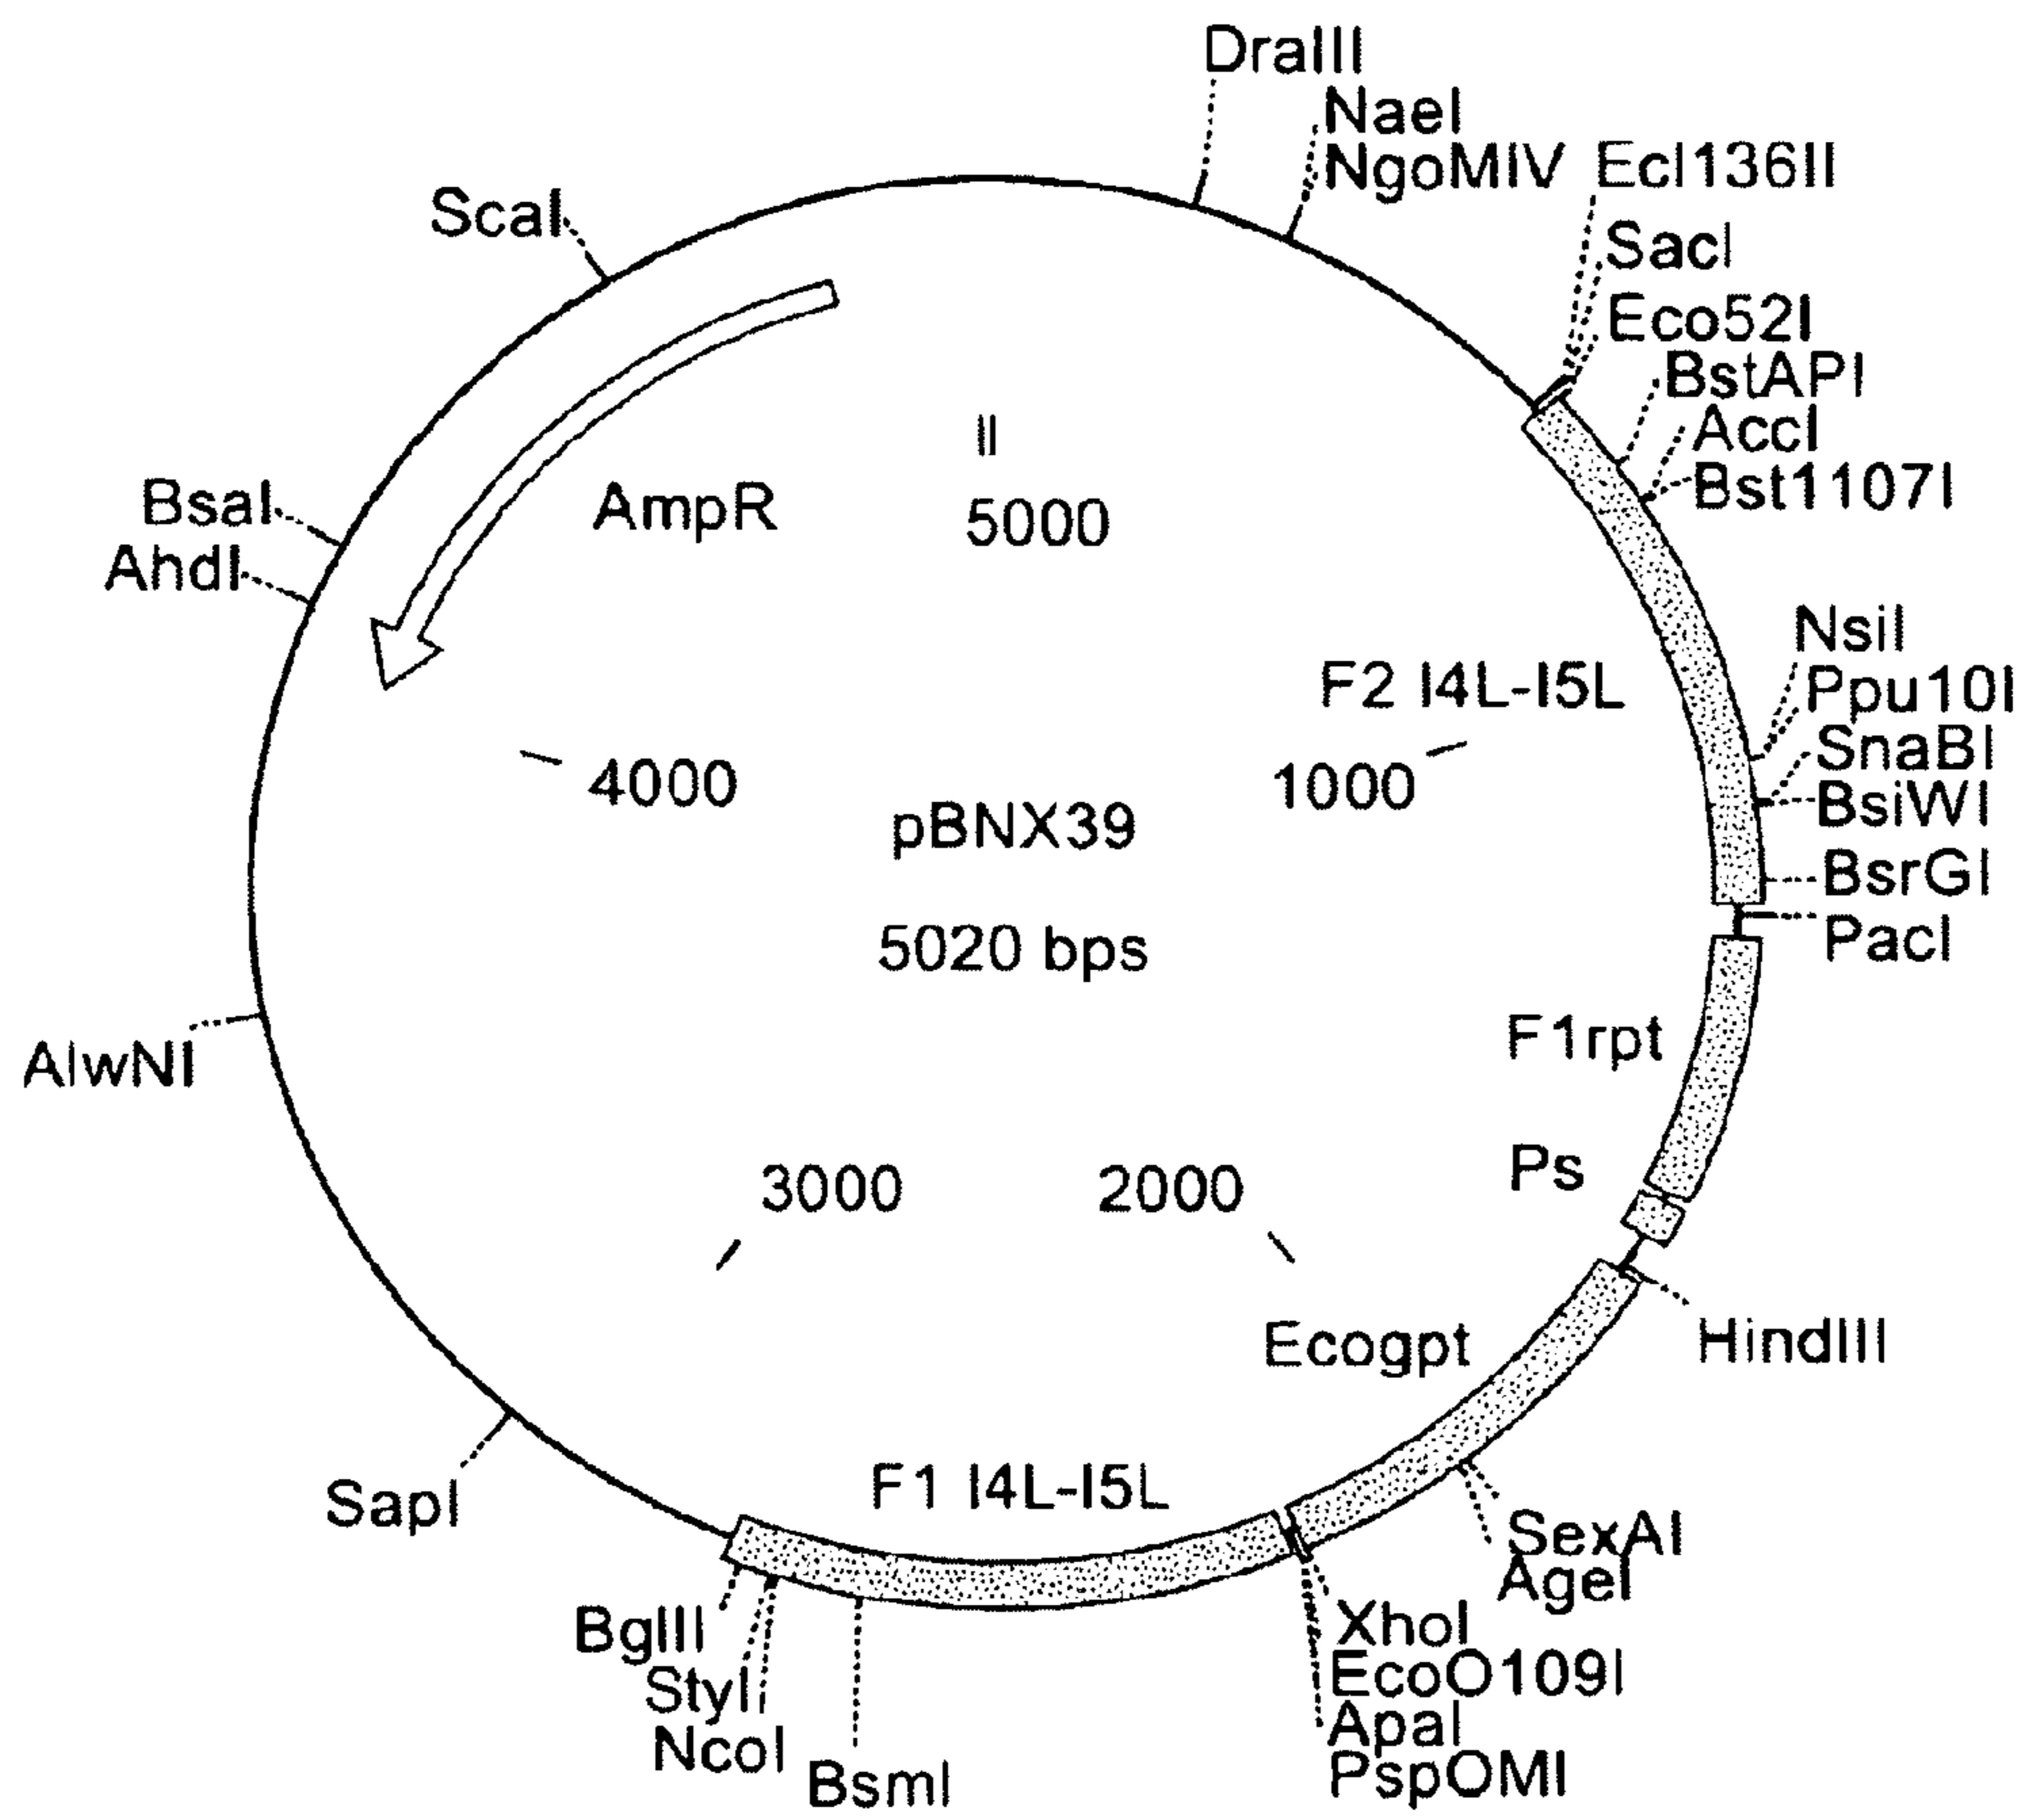 DraIII
NaeI
NgoMIV
Ecl136II
SacI
Eco52I
BstAPI
AccI
Bst1107I
ScaI
BsaI
AhdI
AmpR
5000
NsiI
Ppu10I
SnaBI
BsiWI
BsrGI
PacI
F2 I4L-I5L
4000
1000
pBNX39
5020 bps
AlwNI
F1rpt
Ps
3000
2000
HindIII
Ecogpt
SapI
F1 I4L-I5L
SexAI
AgeI
BglII
StyI
NcoI
BsmI
XhoI
EcoO109I
ApaI
PspOMI